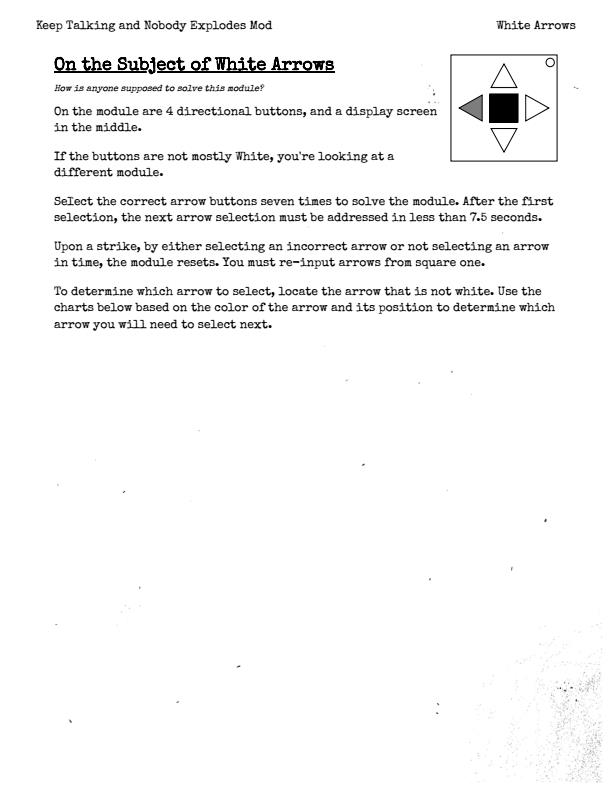 Keep Talking and Nobody Explodes Mod
White Arrows
On the Subject of White Arrows
How is anyone supposed to solve this module?
On the module are 4 directional buttons, and a display screen
in the middle.
If the buttons are not mostly White, you're looking at a
different module.
Select the correct arrow buttons seven times to solve the module. After the first
selection, the next arrow selection must be addressed in less than 7.5 seconds.
Upon a strike, by either selecting an incorrect arrow or not selecting an arrow
in time, the module resets. You must re-input arrows from square one.
To determine which arrow to select, locate the arrow that is not white. Use the
charts below based on the color of the arrow and its position to determine which
arrow you will need to select next.